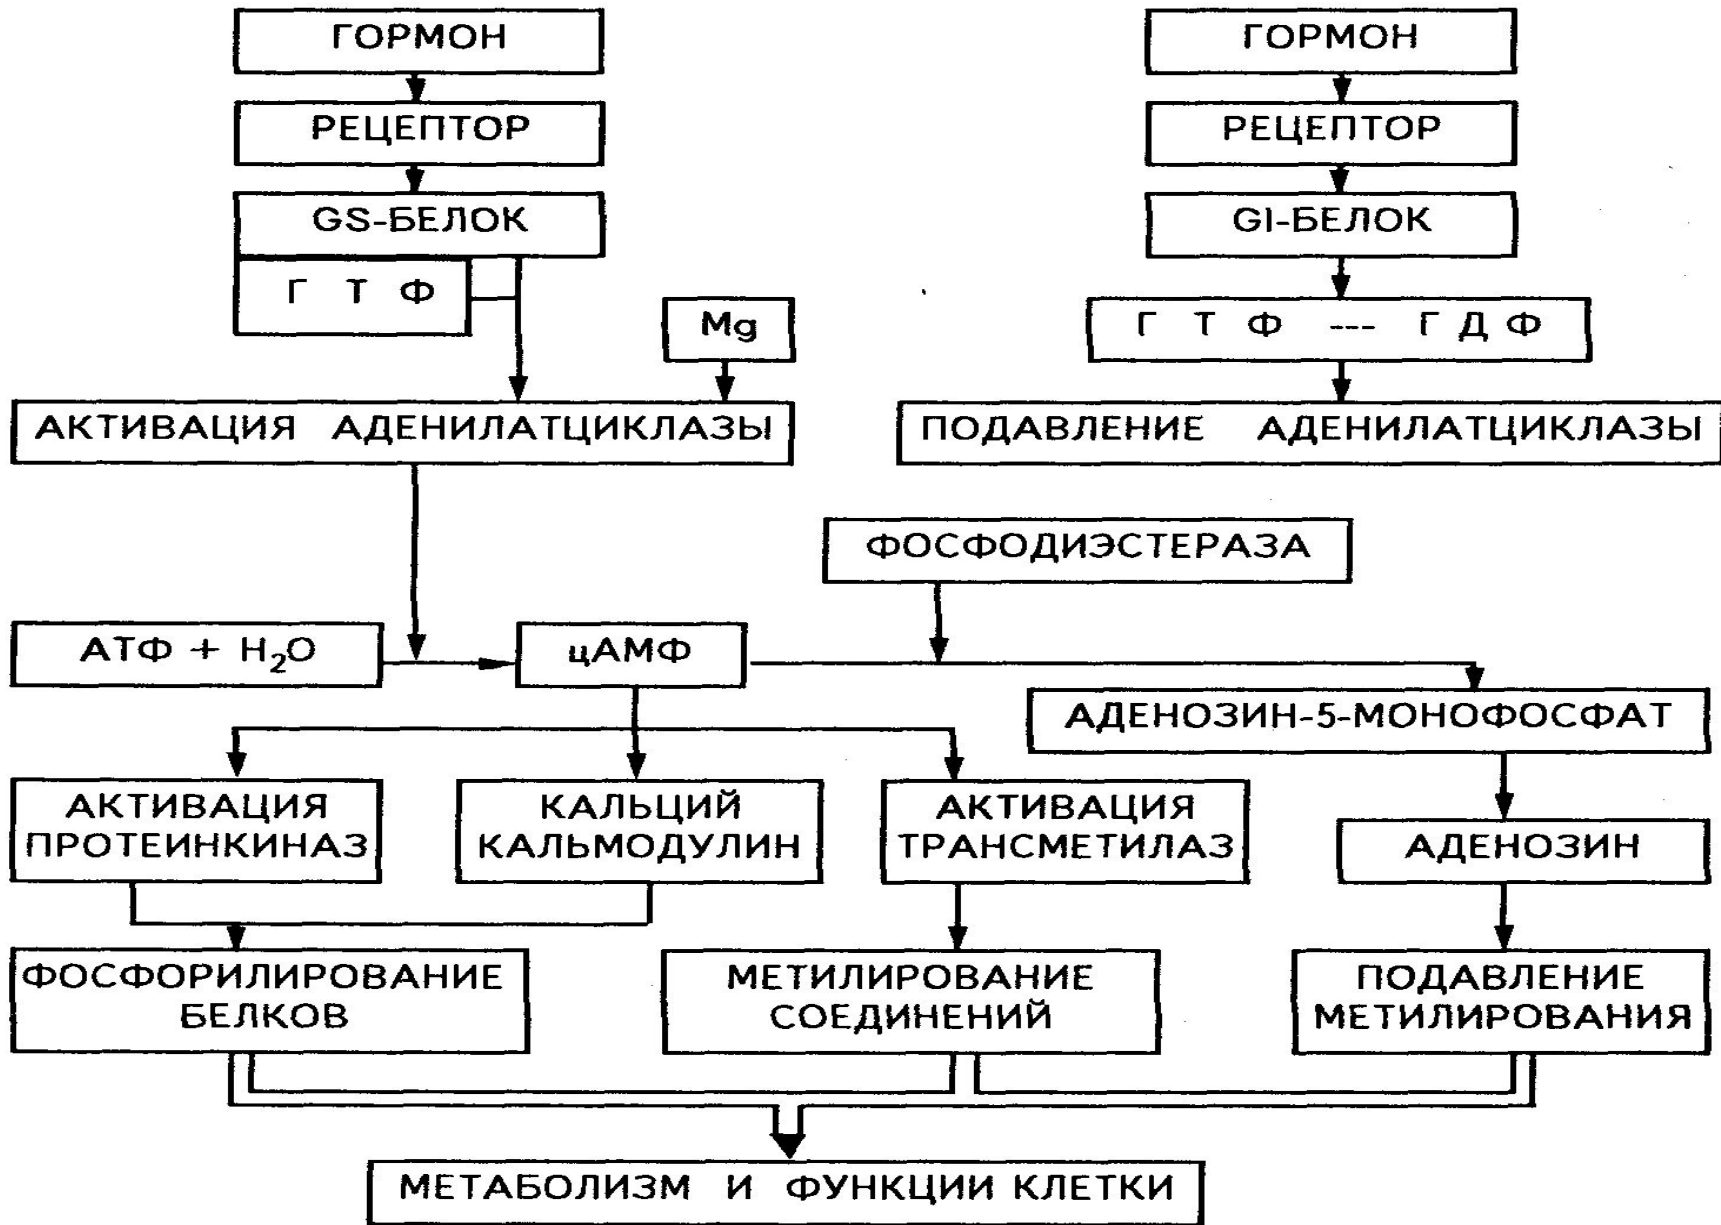 ГОРМОН
ГОРМОН
РЕЦЕПТОР
РЕЦЕПТОР
GS-БЕЛОК
GI-БЕЛОК
Г Т Ф
Mg
Г Т Ф --- Г Д Ф
АКТИВАЦИЯ АДЕНИЛАТЦИКЛАЗЫ
ПОДАВЛЕНИЕ АДЕНИЛАТЦИКЛАЗЫ
ФОСФОДИЭСТЕРАЗА
АТФ + H₂O
цАМФ
АДЕНОЗИН-5-МОНОФОСФАТ
АКТИВАЦИЯ
ПРОТЕИНКИНАЗ
КАЛЬЦИЙ
КАЛЬМОДУЛИН
АКТИВАЦИЯ
ТРАНСМЕТИЛАЗ
АДЕНОЗИН
ФОСФОРИЛИРОВАНИЕ
БЕЛКОВ
МЕТИЛИРОВАНИЕ
СОЕДИНЕНИЙ
ПОДАВЛЕНИЕ
МЕТИЛИРОВАНИЯ
МЕТАБОЛИЗМ И ФУНКЦИИ КЛЕТКИ